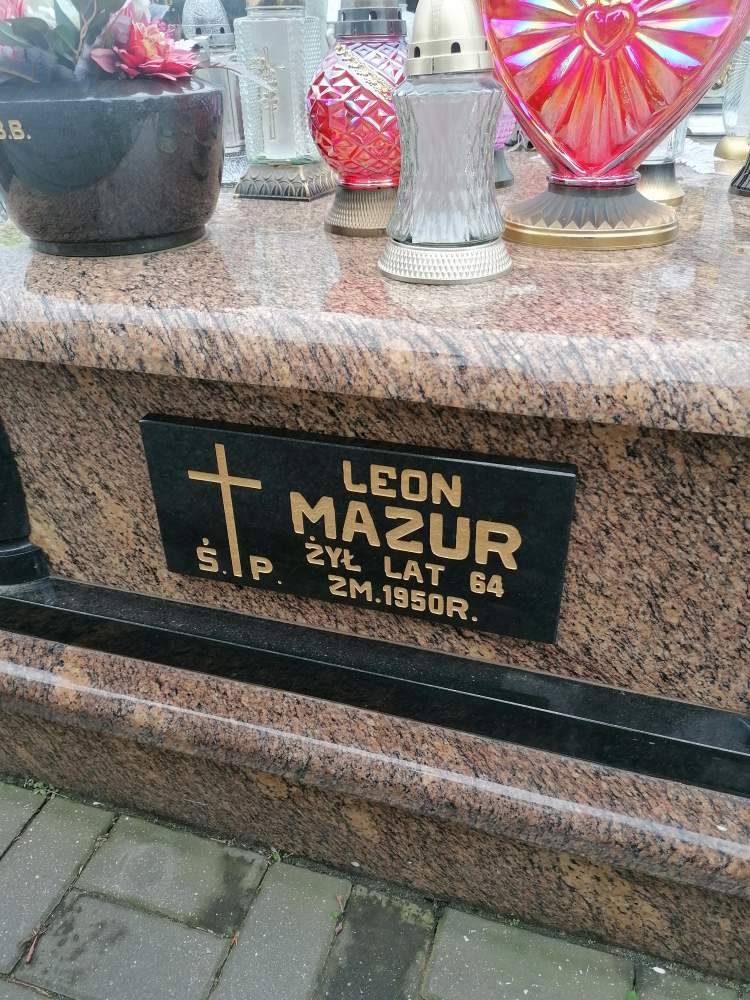 B.B.
LEON
MAZUR
Ś.P.
ŻYŁ LAT 64
ZM.1950R.